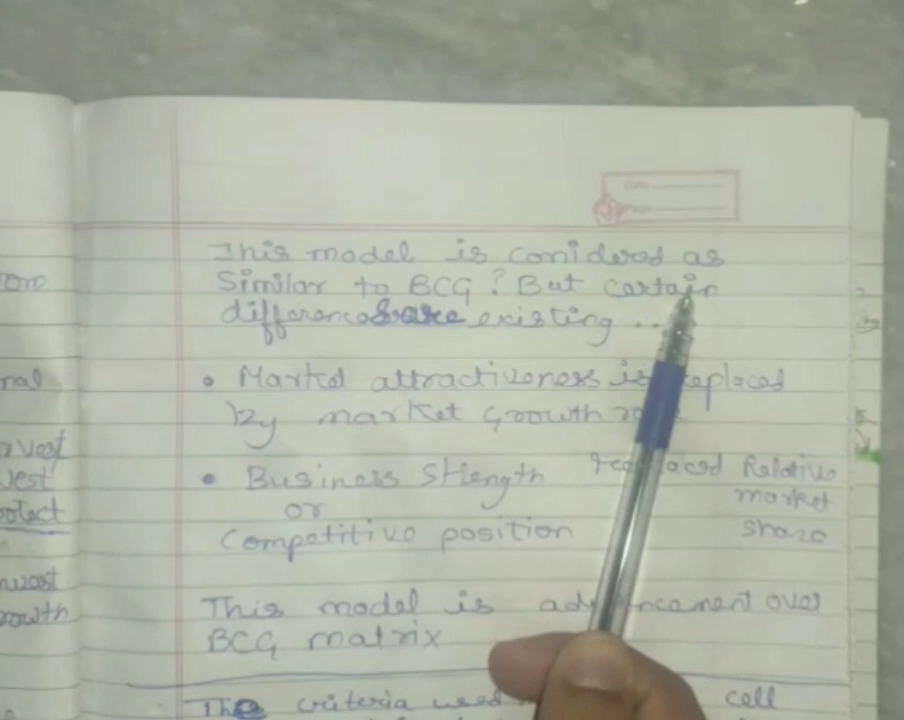 This model is considered as
Similar to BCG? But certain
differences are existing ..
• Market attractiveness is replaced
by market growth
• Business Strength replaced Relative
or market
Competitive position share
This model is advancement over
BCG matrix
The criteria used cell